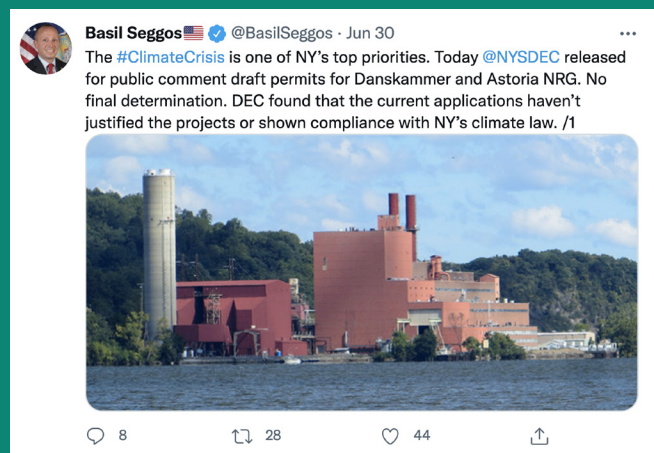 Basil Seggos🇺🇸 @BasilSeggos · Jun 30
The #ClimateCrisis is one of NY’s top priorities. Today @NYSDEC released
for public comment draft permits for Danskammer and Astoria NRG. No
final determination. DEC found that the current applications haven’t
justified the projects or shown compliance with NY’s climate law. /1
8 28 44